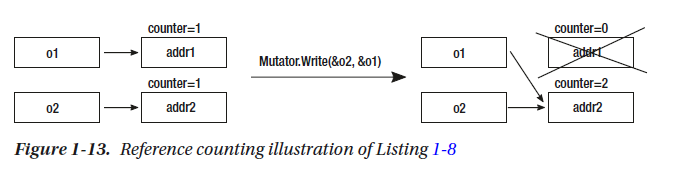 counter=1
o1
addr1
counter=1
o2
addr2
Mutator.Write(&o2, &o1)
counter=0
o1
addr1
counter=2
o2
addr2
Figure 1-13. Reference counting illustration of Listing 1-8